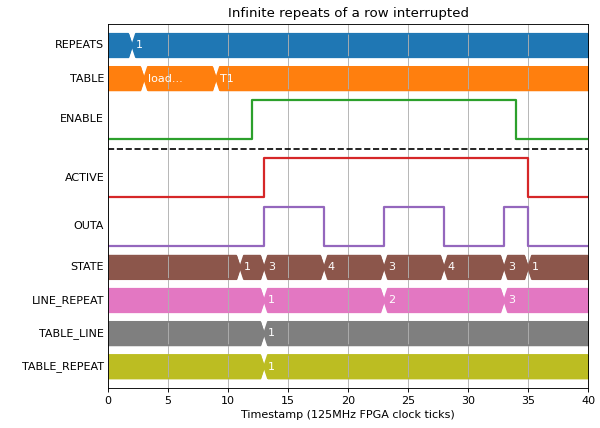 Infinite repeats of a row interrupted
REPEATS 1
TABLE load... T1
ENABLE
ACTIVE
OUTA
STATE 1 3 4 3 4 3 1
LINE_REPEAT 1 2 3
TABLE_LINE 1
TABLE_REPEAT 1
0 5 10 15 20 25 30 35 40
Timestamp (125MHz FPGA clock ticks)